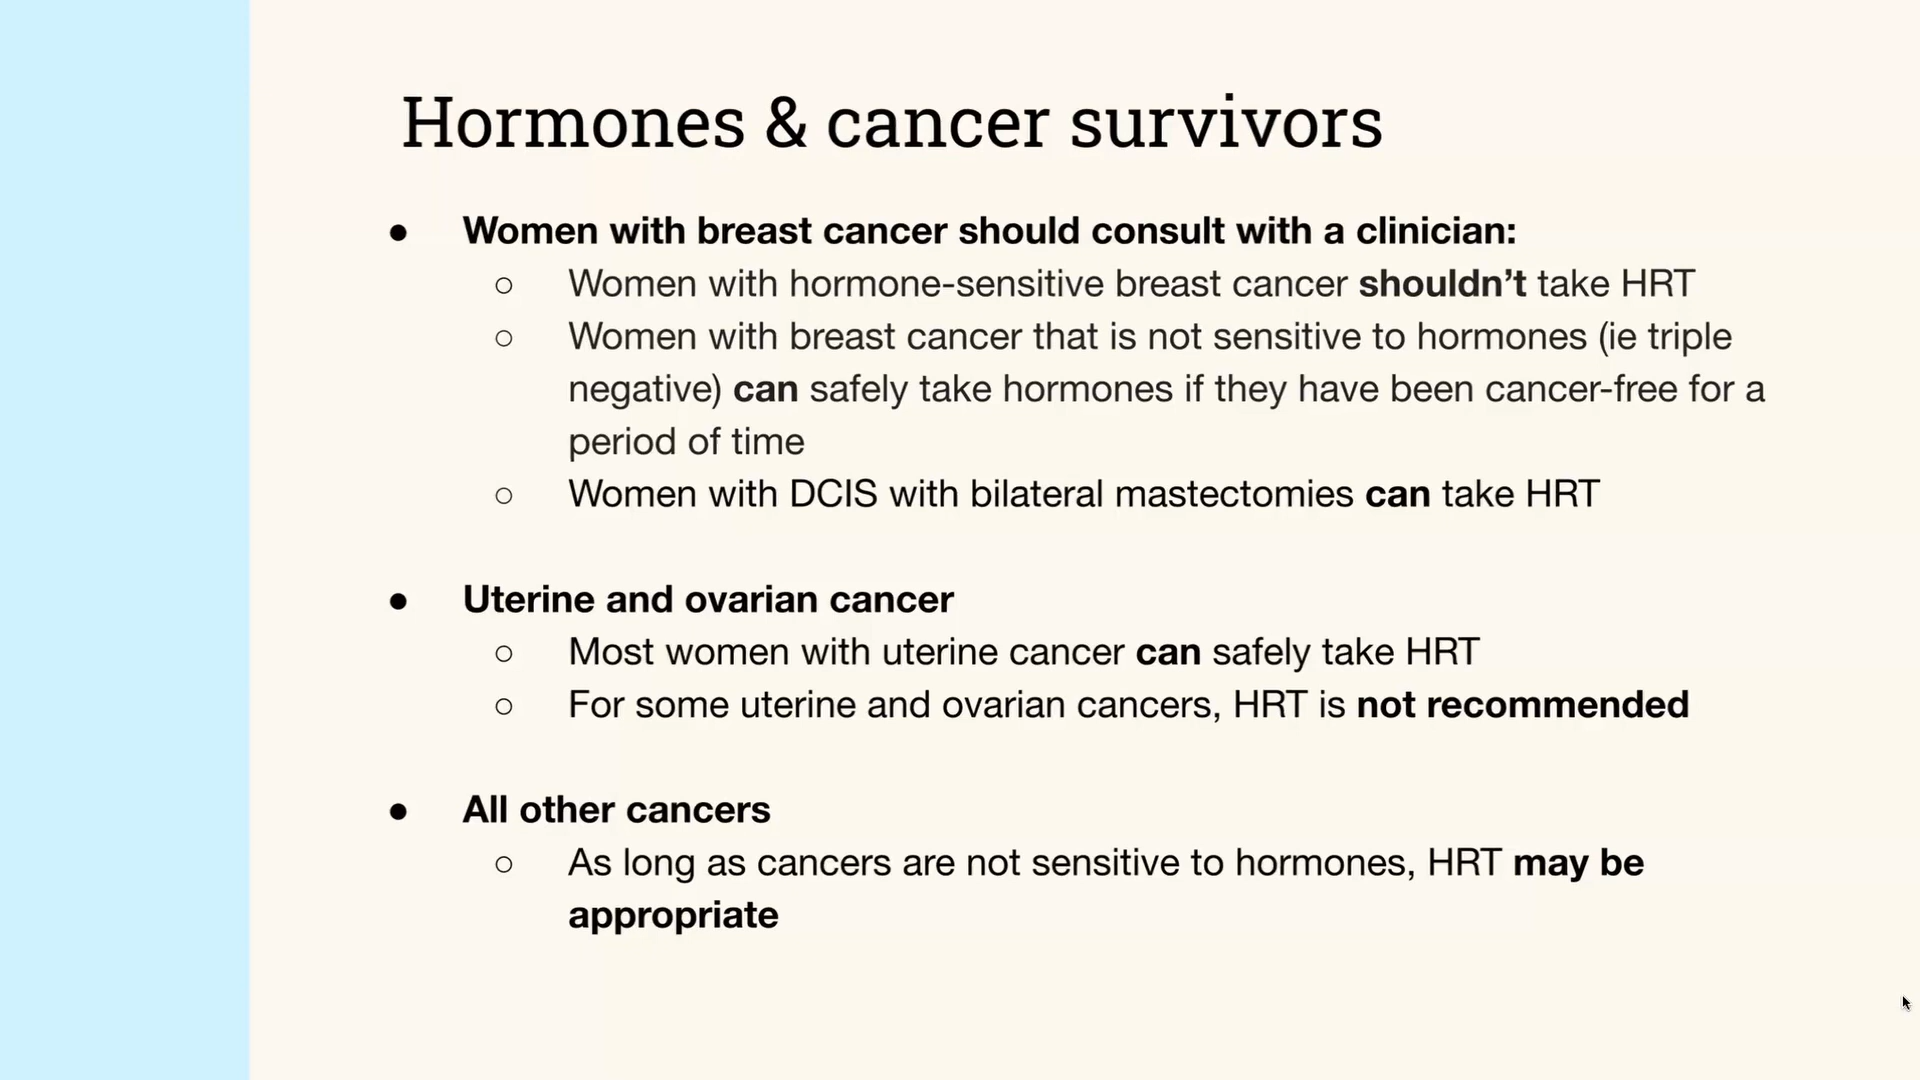 Hormones & cancer survivors
● Women with breast cancer should consult with a clinician:
○ Women with hormone-sensitive breast cancer shouldn’t take HRT
○ Women with breast cancer that is not sensitive to hormones (ie triple
negative) can safely take hormones if they have been cancer-free for a
period of time
○ Women with DCIS with bilateral mastectomies can take HRT
● Uterine and ovarian cancer
○ Most women with uterine cancer can safely take HRT
○ For some uterine and ovarian cancers, HRT is not recommended
● All other cancers
○ As long as cancers are not sensitive to hormones, HRT may be
appropriate